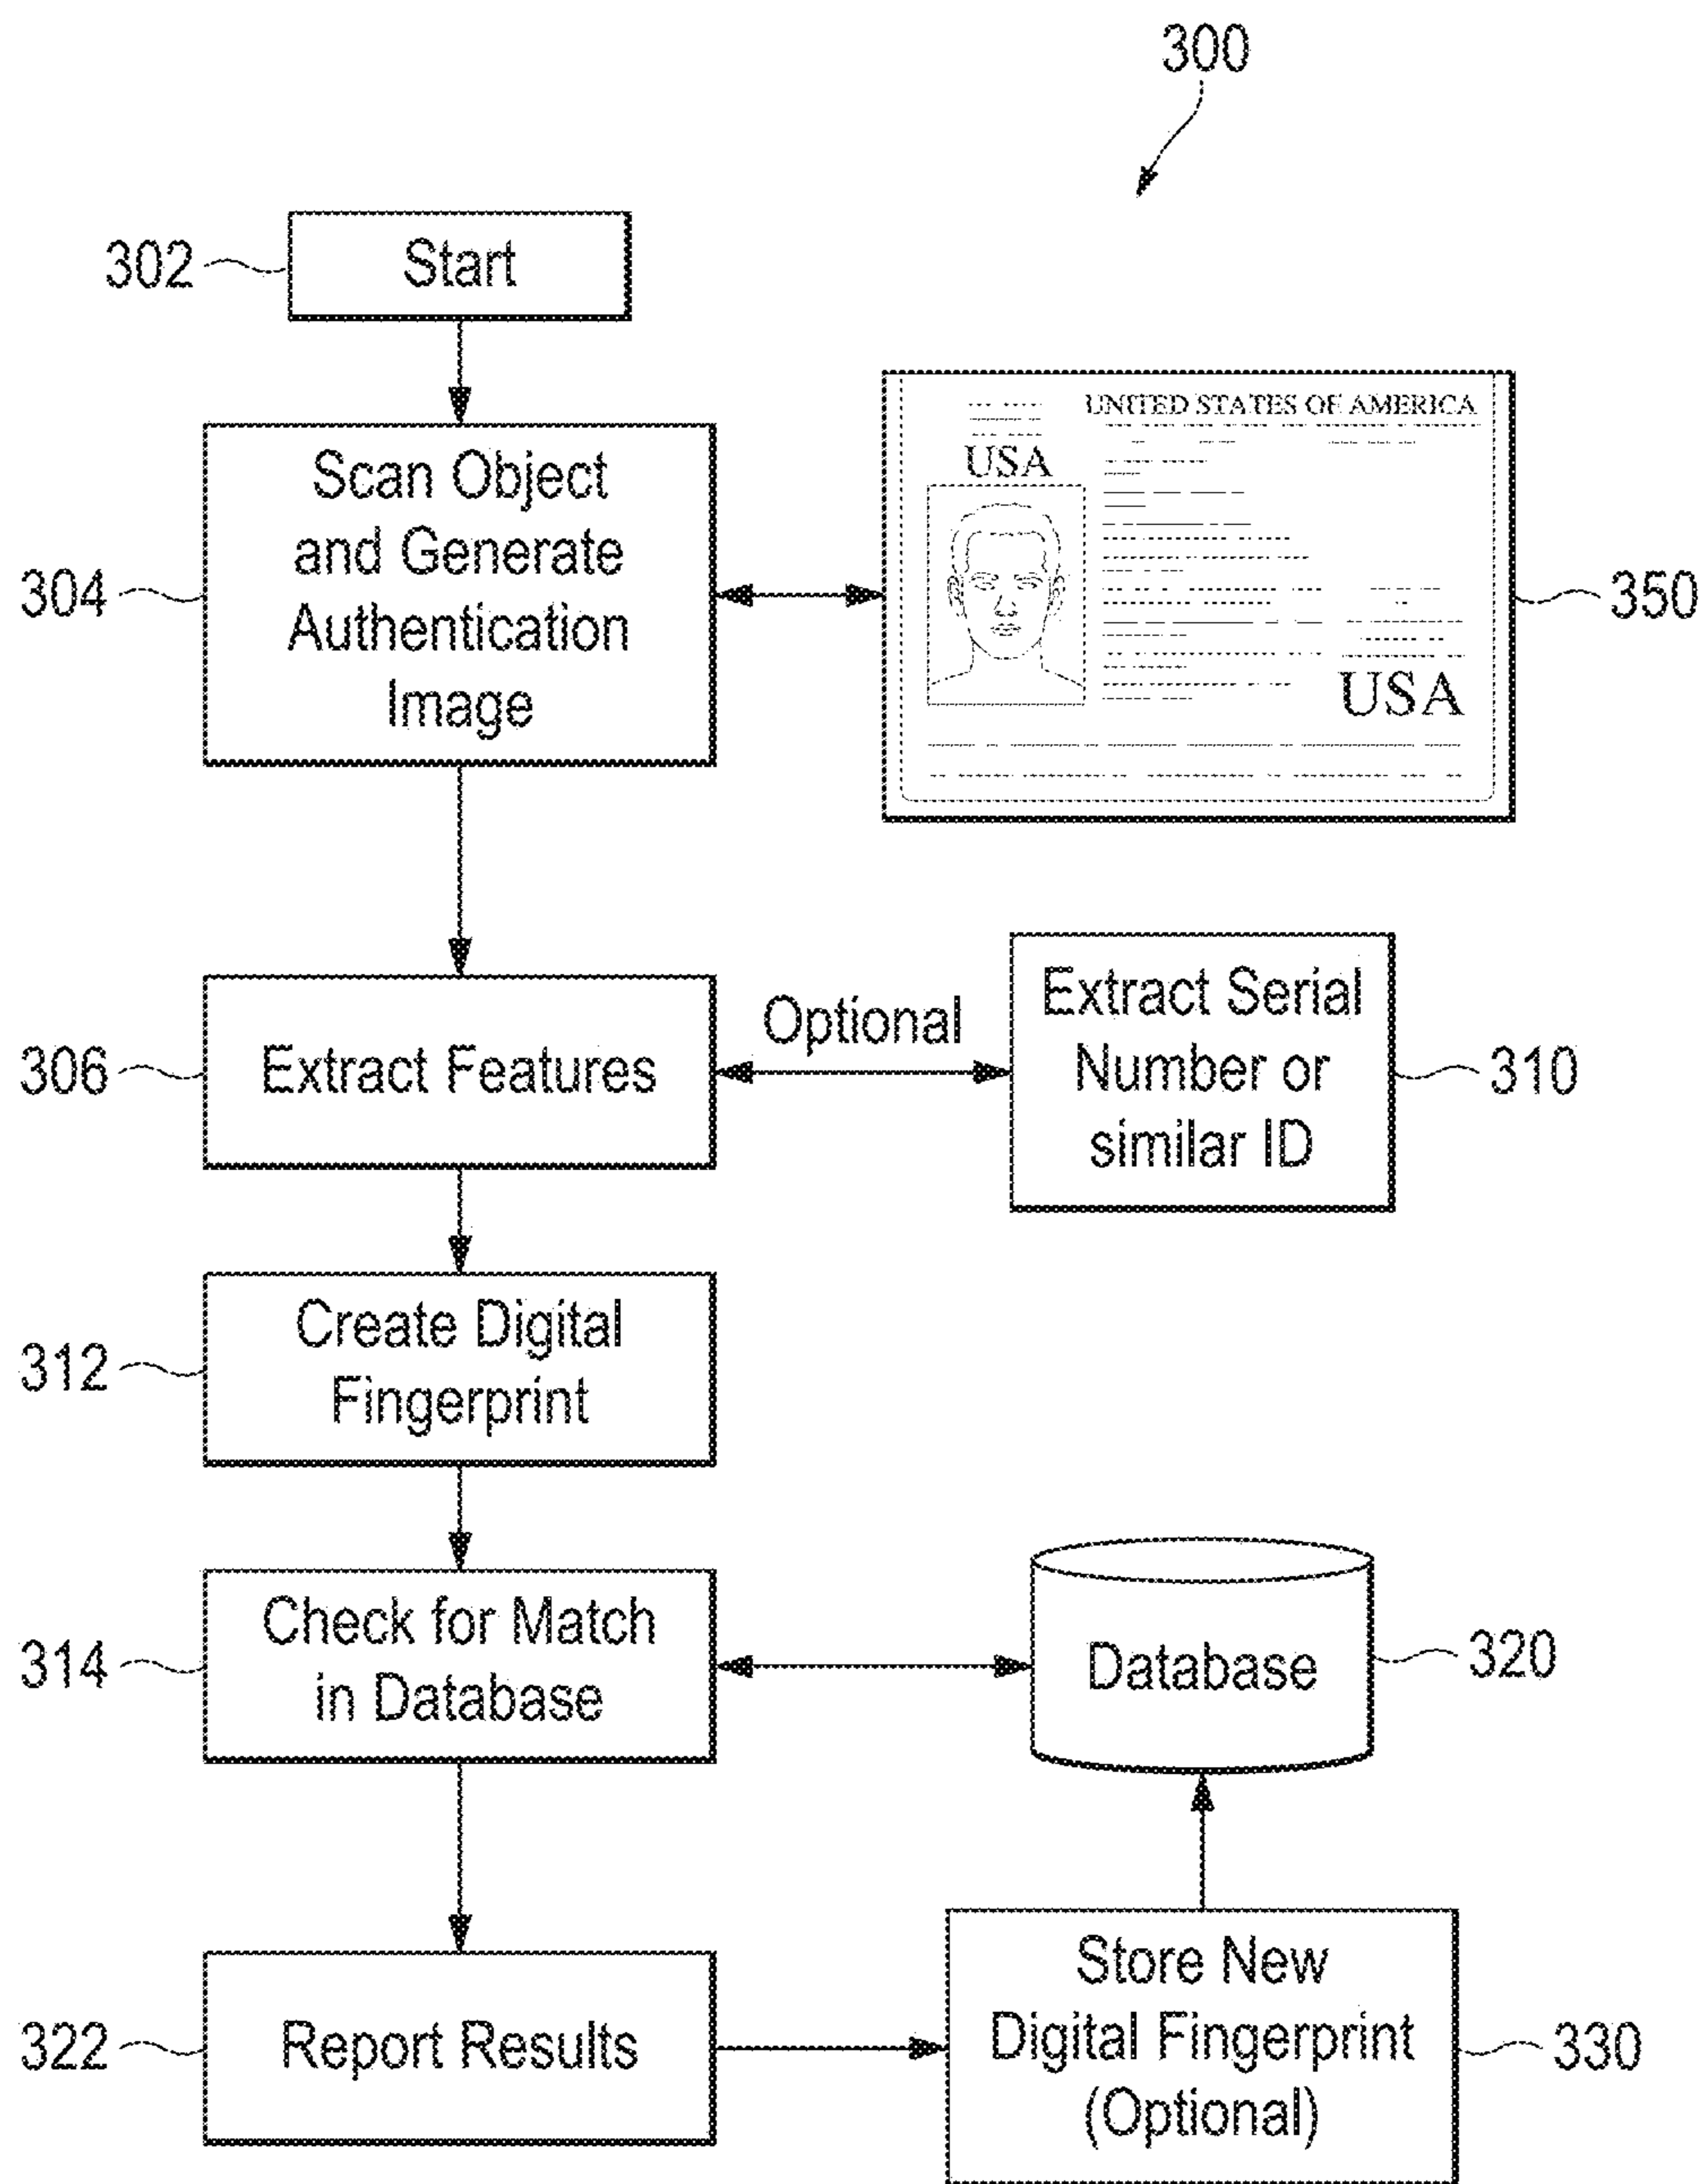 300
302
Start
304
Scan Object
and Generate
Authentication
Image
UNITED STATES OF AMERICA
USA
USA
350
306
Extract Features
Optional
Extract Serial
Number or
similar ID
310
312
Create Digital
Fingerprint
314
Check for Match
in Database
Database
320
322
Report Results
Store New
Digital Fingerprint
(Optional)
330